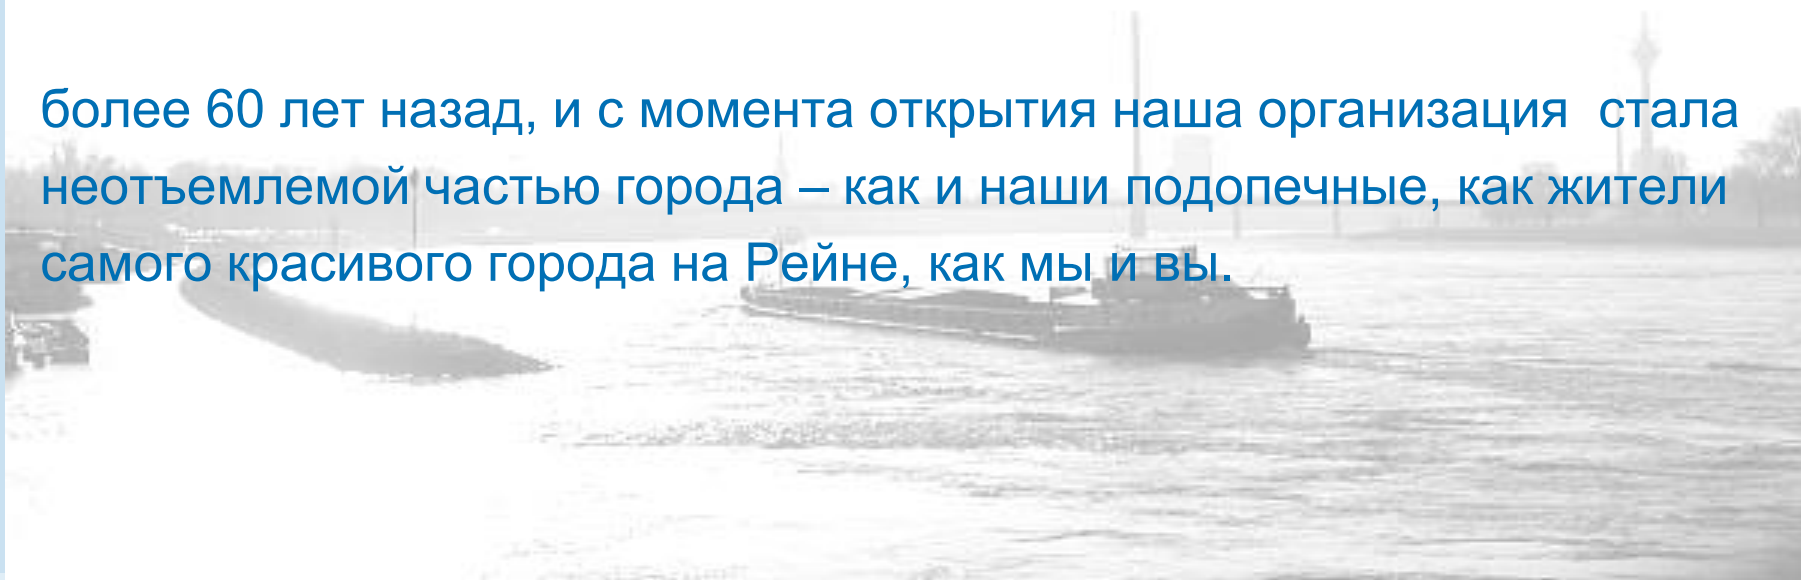 более 60 лет назад, и с момента открытия наша организация  стала
неотъемлемой частью города – как и наши подопечные, как жители
самого красивого города на Рейне, как мы и вы.